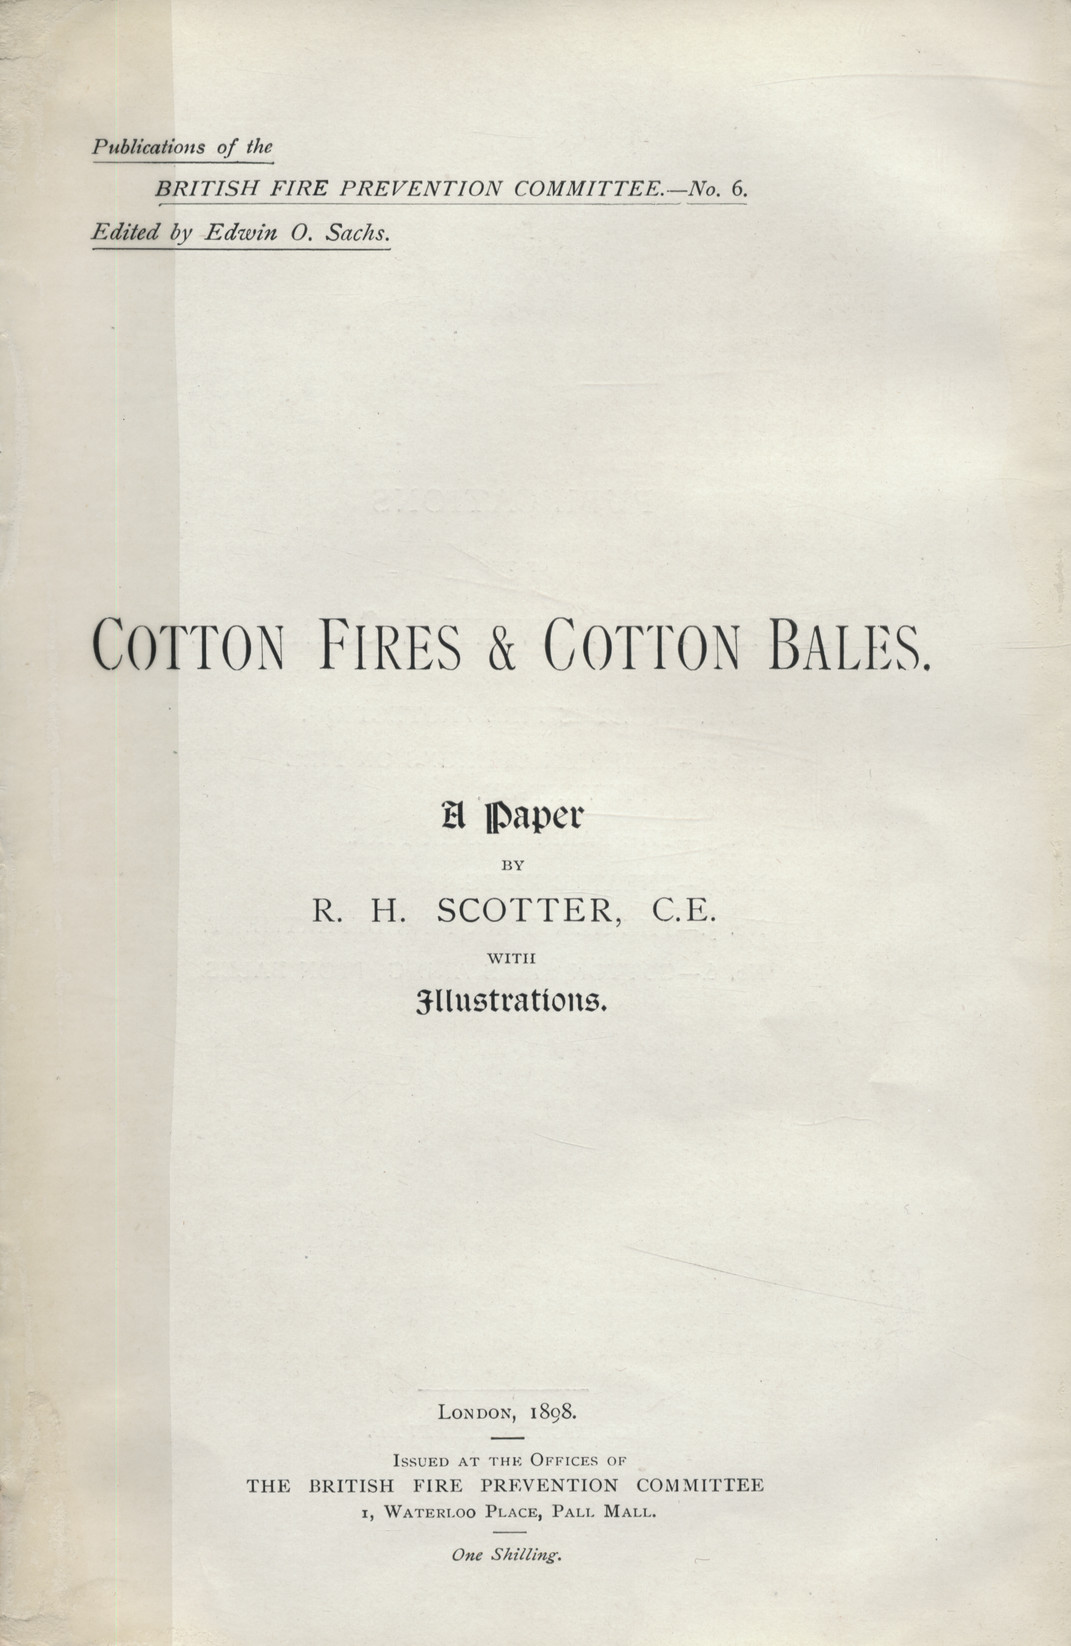 Publications of the
BRITISH FIRE PREVENTION COMMITTEE.—No. 6.
Edited by Edwin O. Sachs.
COTTON FIRES & COTTON BALES.
A Paper
BY
R. H. SCOTTER, C.E.
WITH
Illustrations.
LONDON, 1898.
ISSUED AT THE OFFICES OF
THE BRITISH FIRE PREVENTION COMMITTEE
1, WATERLOO PLACE, PALL MALL.
One Shilling.